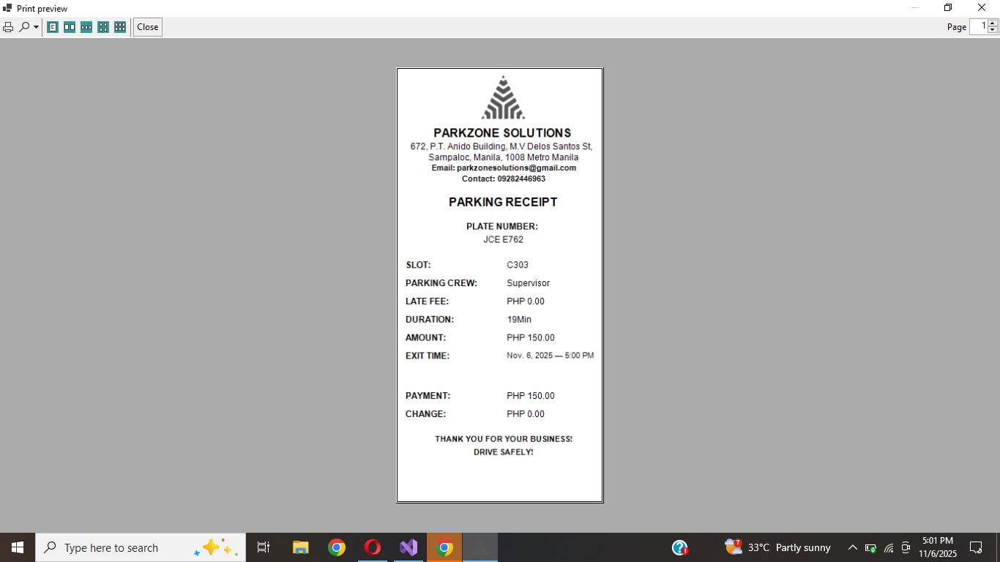 Print preview
Close
Page 1
PARKZONE SOLUTIONS
672, P.T. Anido Building, M.V Delos Santos St,
Sampaloc, Manila, 1008 Metro Manila
Email: parkzonesolutions@gmail.com
Contact: 09282446963
PARKING RECEIPT
PLATE NUMBER:
JCE E762
SLOT: C303
PARKING CREW: Supervisor
LATE FEE: PHP 0.00
DURATION: 19Min
AMOUNT: PHP 150.00
EXIT TIME: Nov. 6, 2025 — 5:00 PM
PAYMENT: PHP 150.00
CHANGE: PHP 0.00
THANK YOU FOR YOUR BUSINESS!
DRIVE SAFELY!
Type here to search
7
33°C Partly sunny
5:01 PM
11/6/2025